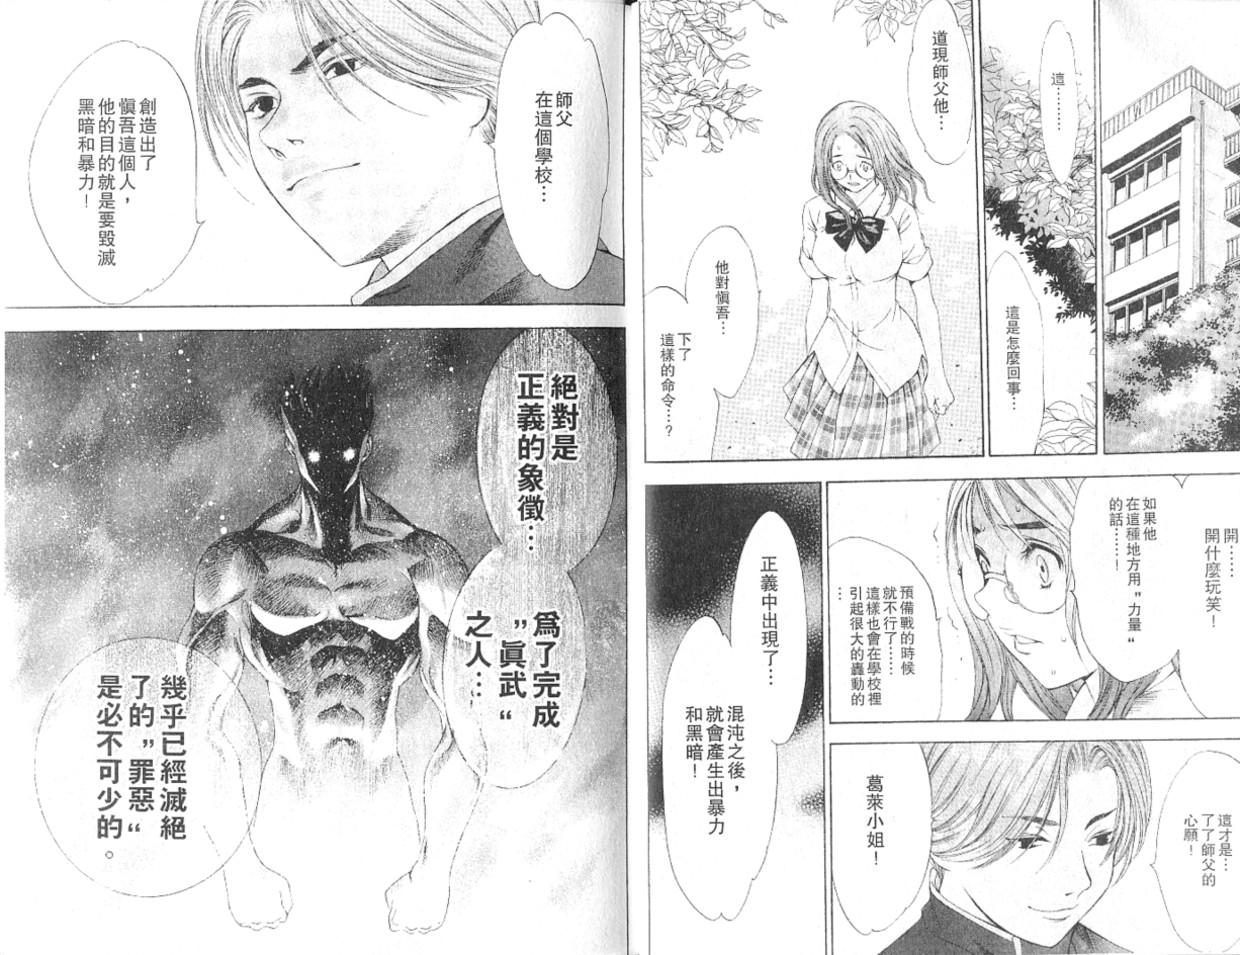 這………
這是怎麼回事…
道現師父他…
他對愼吾…
下了
這樣的命令…？
開……
開什麼玩笑！
如果他
在這種地方用”力量“
的話……！
預備戰的時候
就不行了……
這樣也會在學校裡
引起很大的轟動的
…
這才是…
了了師父的
心願！
葛萊小姐！
正義中出現了…
混沌之後，
就會產生出暴力
和黑暗！
師父
在這個學校…
創造出了
愼吾這個人，
他的目的就是要毀滅
黑暗和暴力！
絕對是
正義的象徵…
爲了完成
”眞武“
之人…
幾乎已經滅絕
了的”罪惡“
是必不可少的。